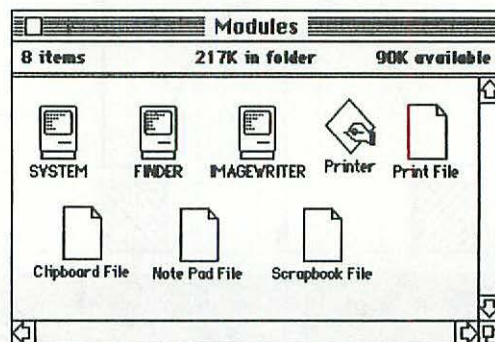 Modules
8 items 217K in folder 90K available
SYSTEM FINDER IMAGEWRITER Printer Print File
Clipboard File Note Pad File Scrapbook File